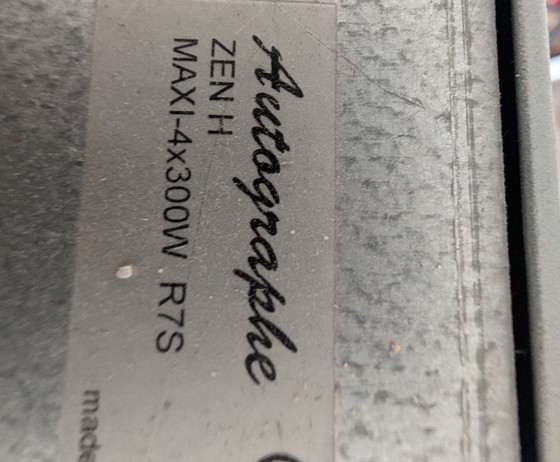 Autographe
ZEN H
MAXI-4x300W R7S
made